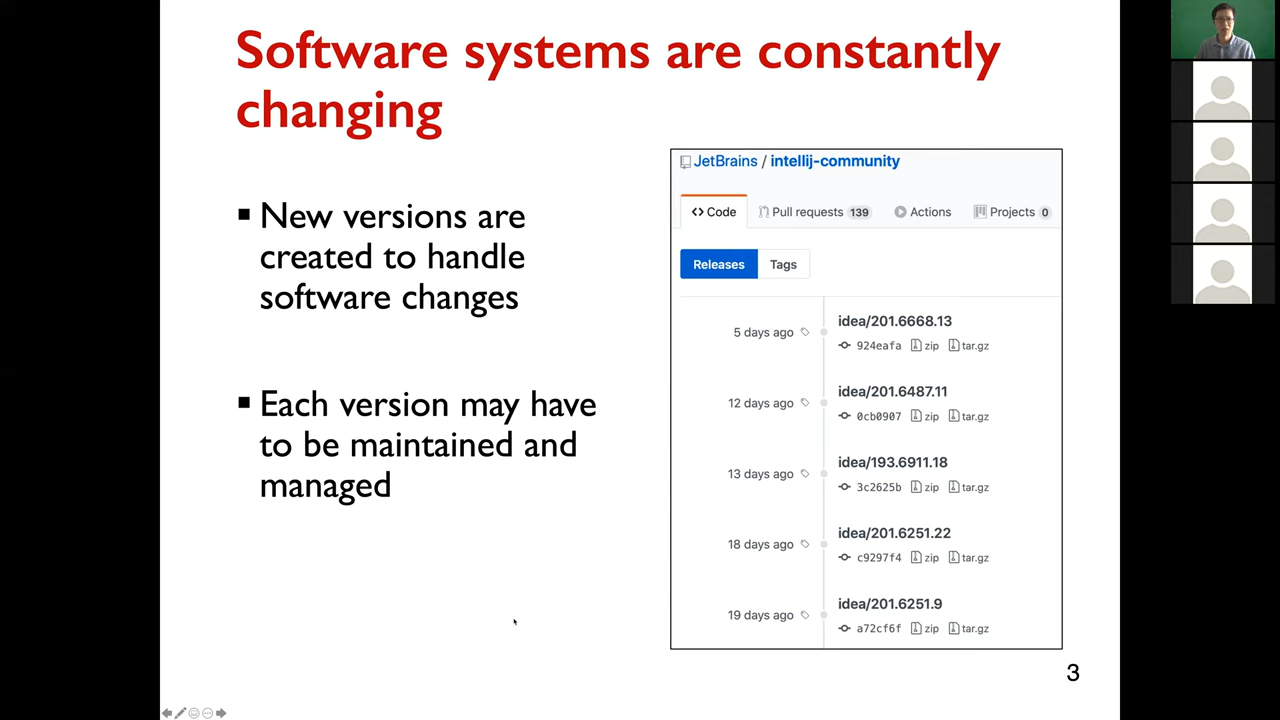 Software systems are constantly
changing
▪ New versions are
created to handle
software changes
▪ Each version may have
to be maintained and
managed
JetBrains / intellij-community
<> Code Pull requests 139 Actions Projects 0
Releases Tags
5 days ago idea/201.6668.13
924eafa zip tar.gz
12 days ago idea/201.6487.11
0cb0907 zip tar.gz
13 days ago idea/193.6911.18
3c2625b zip tar.gz
18 days ago idea/201.6251.22
c9297f4 zip tar.gz
19 days ago idea/201.6251.9
a72cf6f zip tar.gz
3